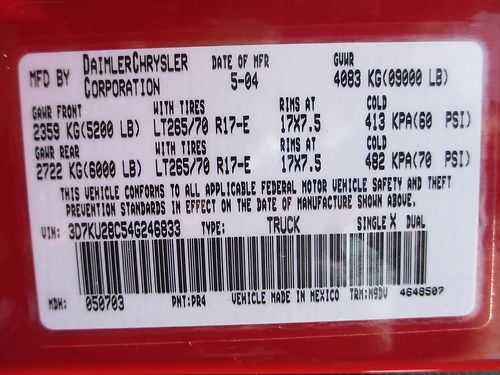 MFD BY DAIMLERCHRYSLER CORPORATION DATE OF MFR 5-04 GVWR 4083 KG(09000 LB)
GAWR FRONT WITH TIRES RIMS AT COLD
2359 KG(5200 LB) LT265/70 R17-E 17X7.5 413 KPA(60 PSI)
GAWR REAR WITH TIRES RIMS AT COLD
2722 KG(6000 LB) LT265/70 R17-E 17X7.5 482 KPA(70 PSI)
THIS VEHICLE CONFORMS TO ALL APPLICABLE FEDERAL MOTOR VEHICLE SAFETY AND THEFT
PREVENTION STANDARDS IN EFFECT ON THE DATE OF MANUFACTURE SHOWN ABOVE.
VIN: 3D7KU28C54G246833 TYPE: TRUCK SINGLE X DUAL
MDH: 050703 PNT:PR4 VEHICLE MADE IN MEXICO TRM:M9DV 4648507